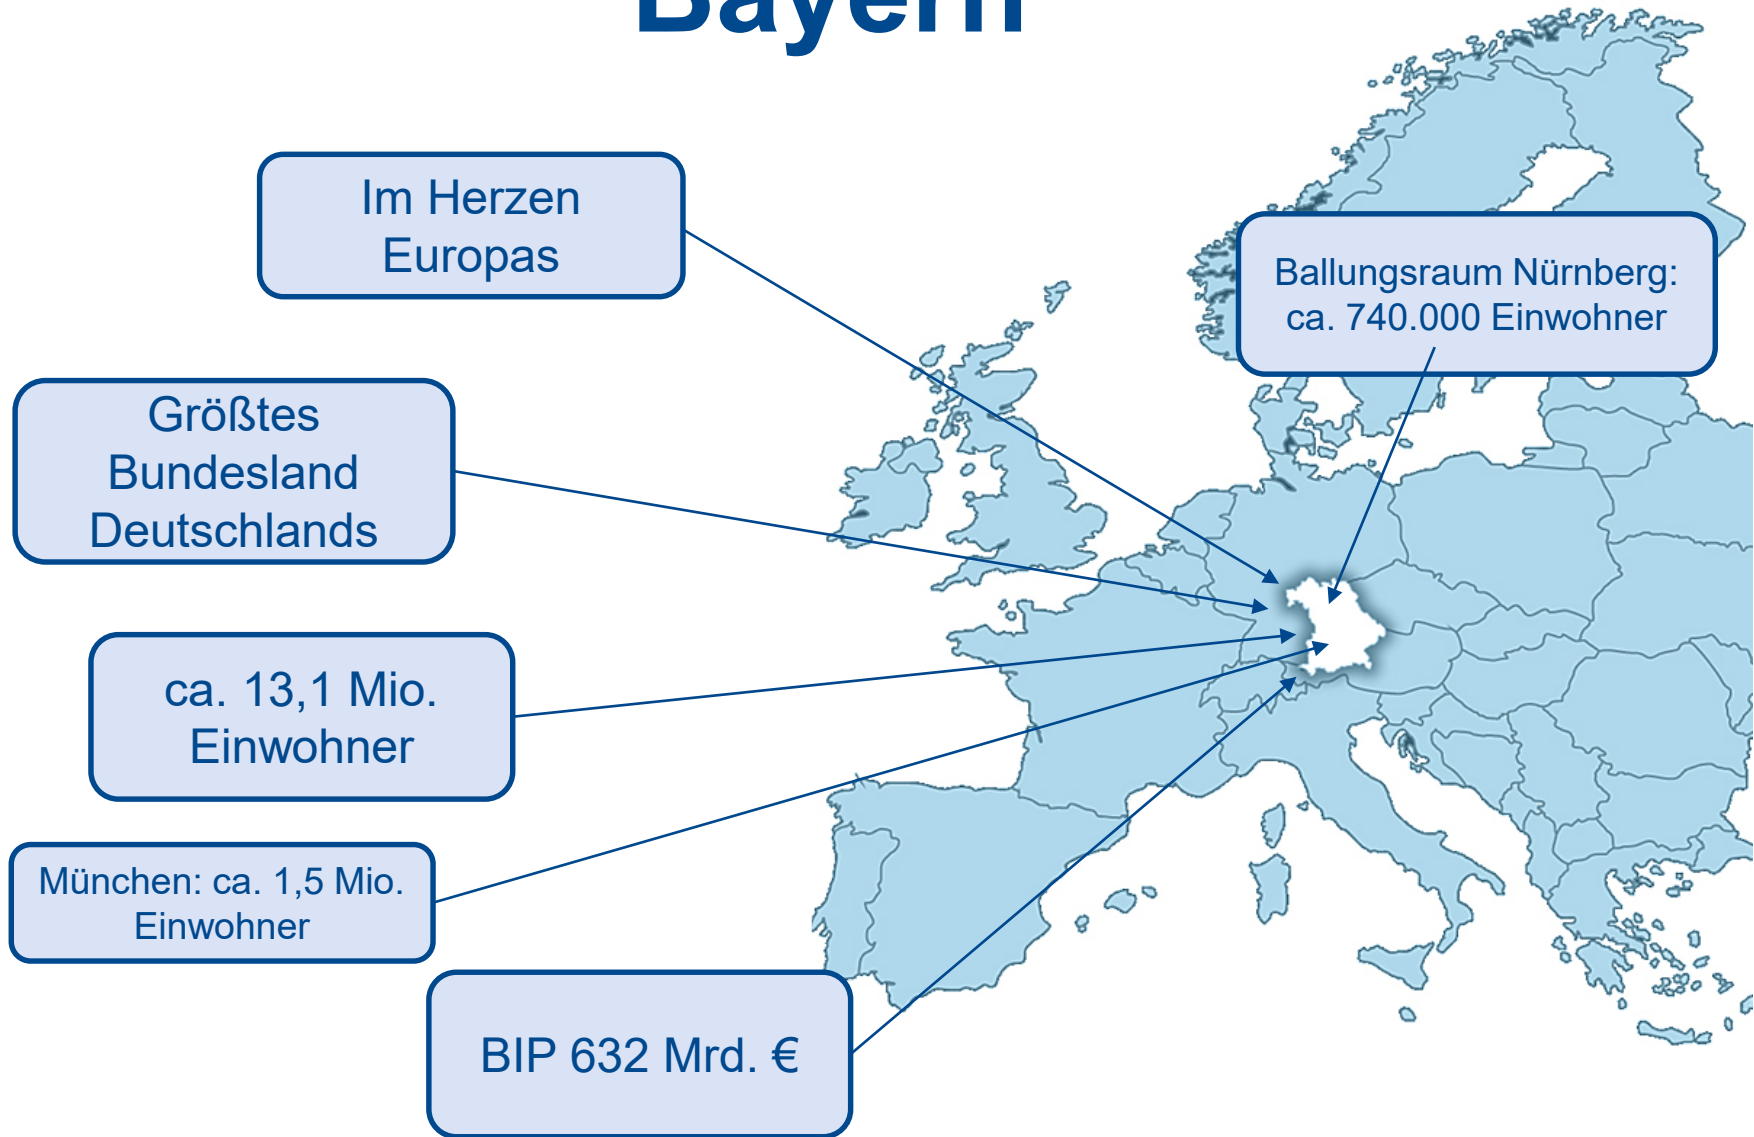 Bayern
Im Herzen
Europas
Ballungsraum Nürnberg:
ca. 740.000 Einwohner
Größtes
Bundesland
Deutschlands
ca. 13,1 Mio.
Einwohner
München: ca. 1,5 Mio.
Einwohner
BIP 632 Mrd. €